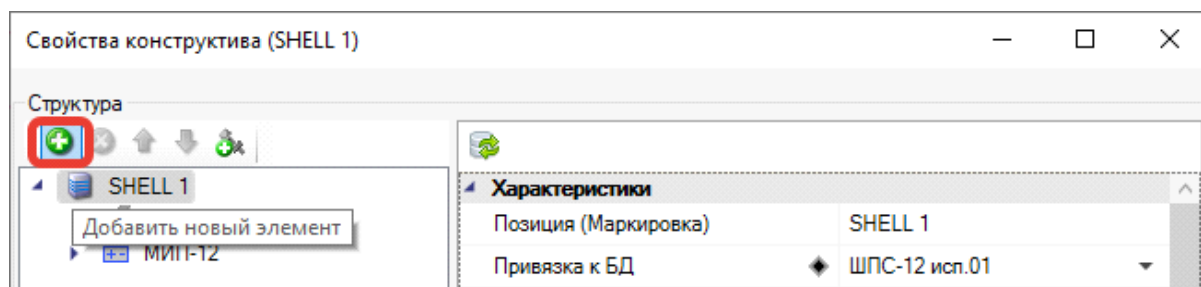 Свойства конструктива (SHELL 1)
Структура
SHELL 1
Добавить новый элемент
МИП-12
Характеристики
Позиция (Маркировка) SHELL 1
Привязка к БД ШПС-12 исп.01